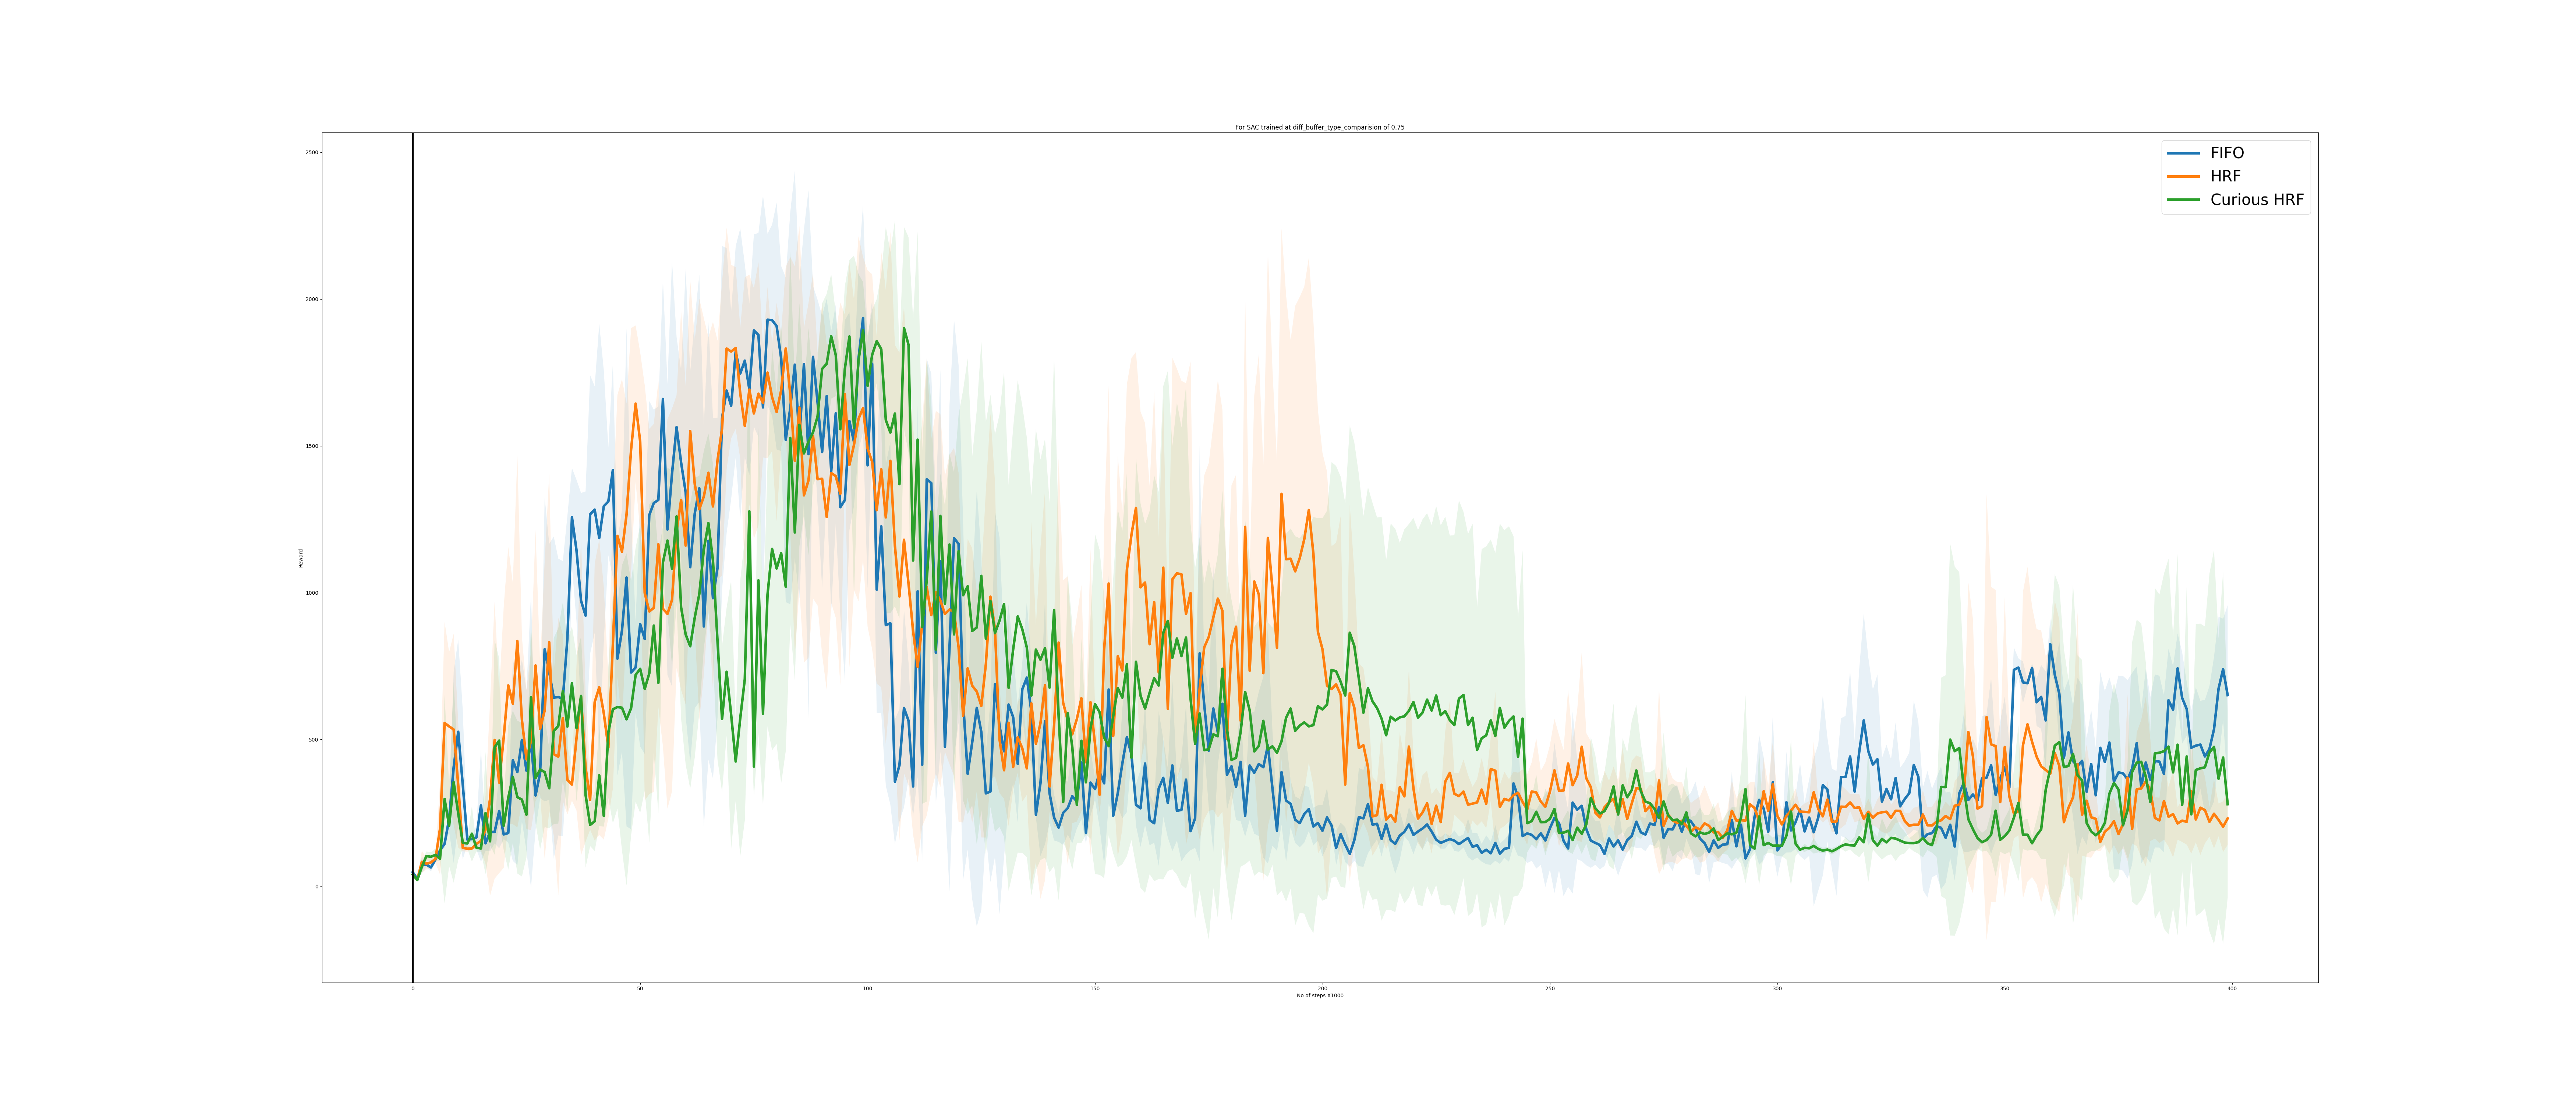 For SAC trained at diff_buffer_type_comparision of 0.75
FIFO
HRF
Curious HRF
2500
2000
1500
1000
500
0
Reward
0 50 100 150 200 250 300 350 400
No of steps X1000